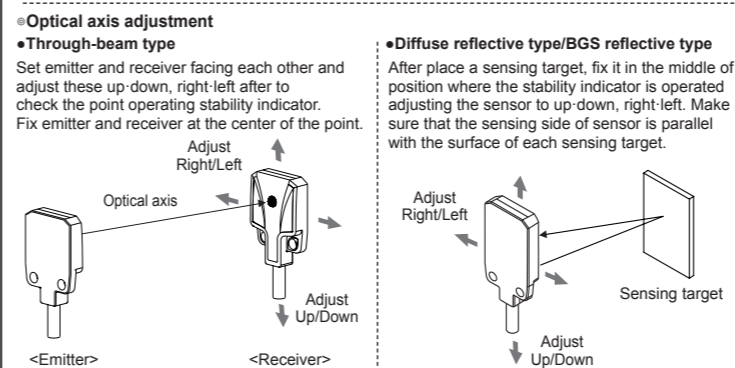 ◎Optical axis adjustment
●Through-beam type
Set emitter and receiver facing each other and
adjust these up·down, right·left after to
check the point operating stability indicator.
Fix emitter and receiver at the center of the point.
Adjust
Right/Left
Optical axis
Adjust
Up/Down
<Emitter>
<Receiver>
●Diffuse reflective type/BGS reflective type
After place a sensing target, fix it in the middle of
position where the stability indicator is operated
adjusting the sensor to up·down, right·left. Make
sure that the sensing side of sensor is parallel
with the surface of each sensing target.
Adjust
Right/Left
Sensing target
Adjust
Up/Down